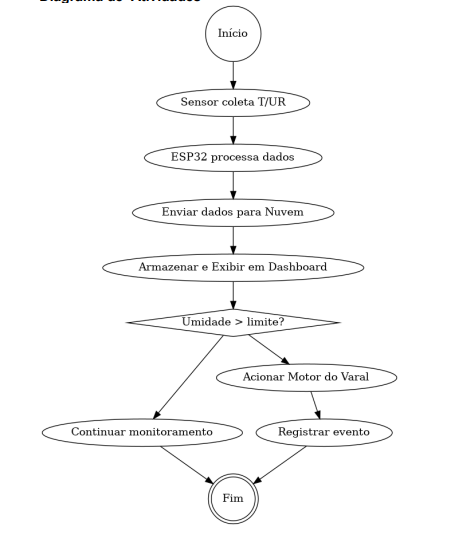 Diagrama de Atividades
Início
Sensor coleta T/UR
ESP32 processa dados
Enviar dados para Nuvem
Armazenar e Exibir em Dashboard
Umidade > limite?
Acionar Motor do Varal
Continuar monitoramento
Registrar evento
Fim